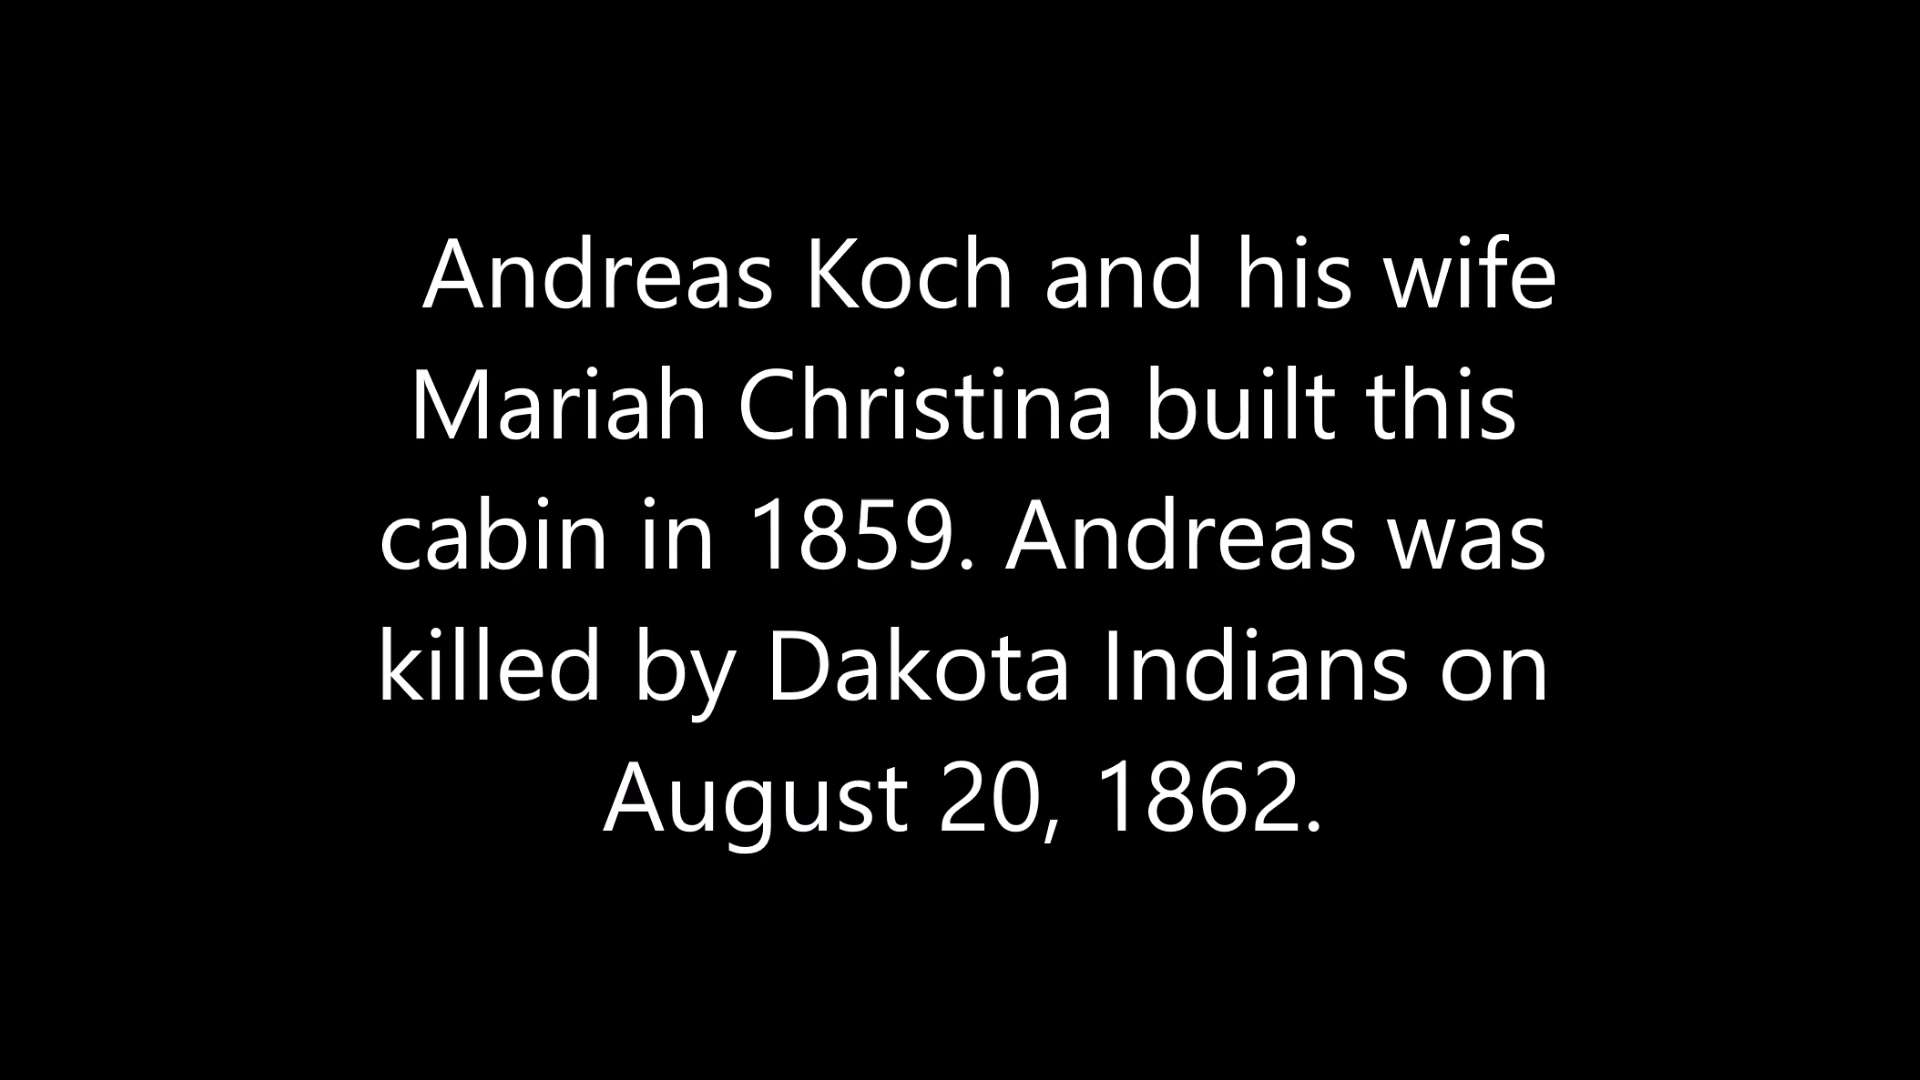 Andreas Koch and his wife
Mariah Christina built this
cabin in 1859. Andreas was
killed by Dakota Indians on
August 20, 1862.